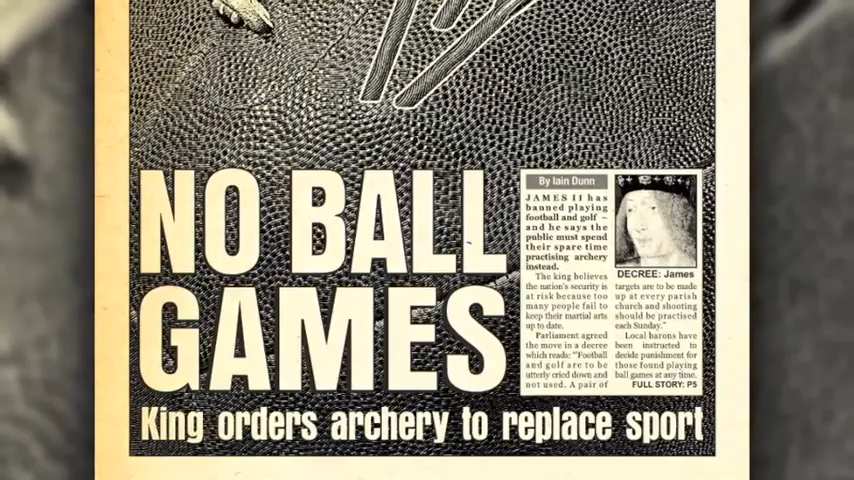 NO BALL
GAMES
By Iain Dunn
JAMES II has
banned playing
football and golf –
and he says the
public must spend
their spare time
practising archery
instead.
The king believes
the nation's security is
at risk because too
many people fail to
keep their martial arts
up to date.
Parliament agreed
the move in a decree
which reads: "Football
and golf are to be
utterly cried down and
not used. A pair of
DECREE: James
targets are to be made
up at every parish
church and shooting
should be practised
each Sunday."
Local barons have
been instructed to
decide punishment for
those found playing
ball games at any time.
FULL STORY: P5
King orders archery to replace sport